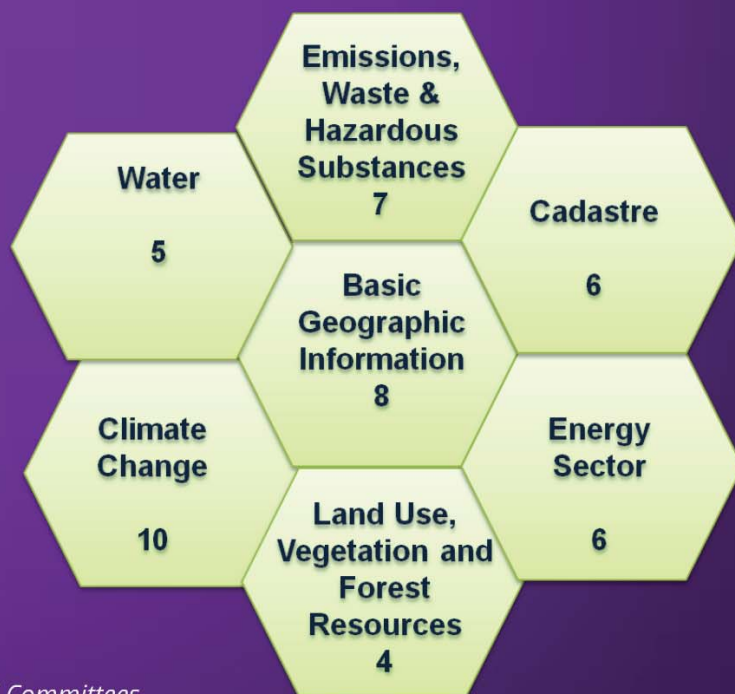 Emissions,
Waste &
Hazardous
Substances
7
Water
5
Cadastre
6
Basic
Geographic
Information
8
Climate
Change
10
Energy
Sector
6
Land Use,
Vegetation and
Forest
Resources
4
Committees